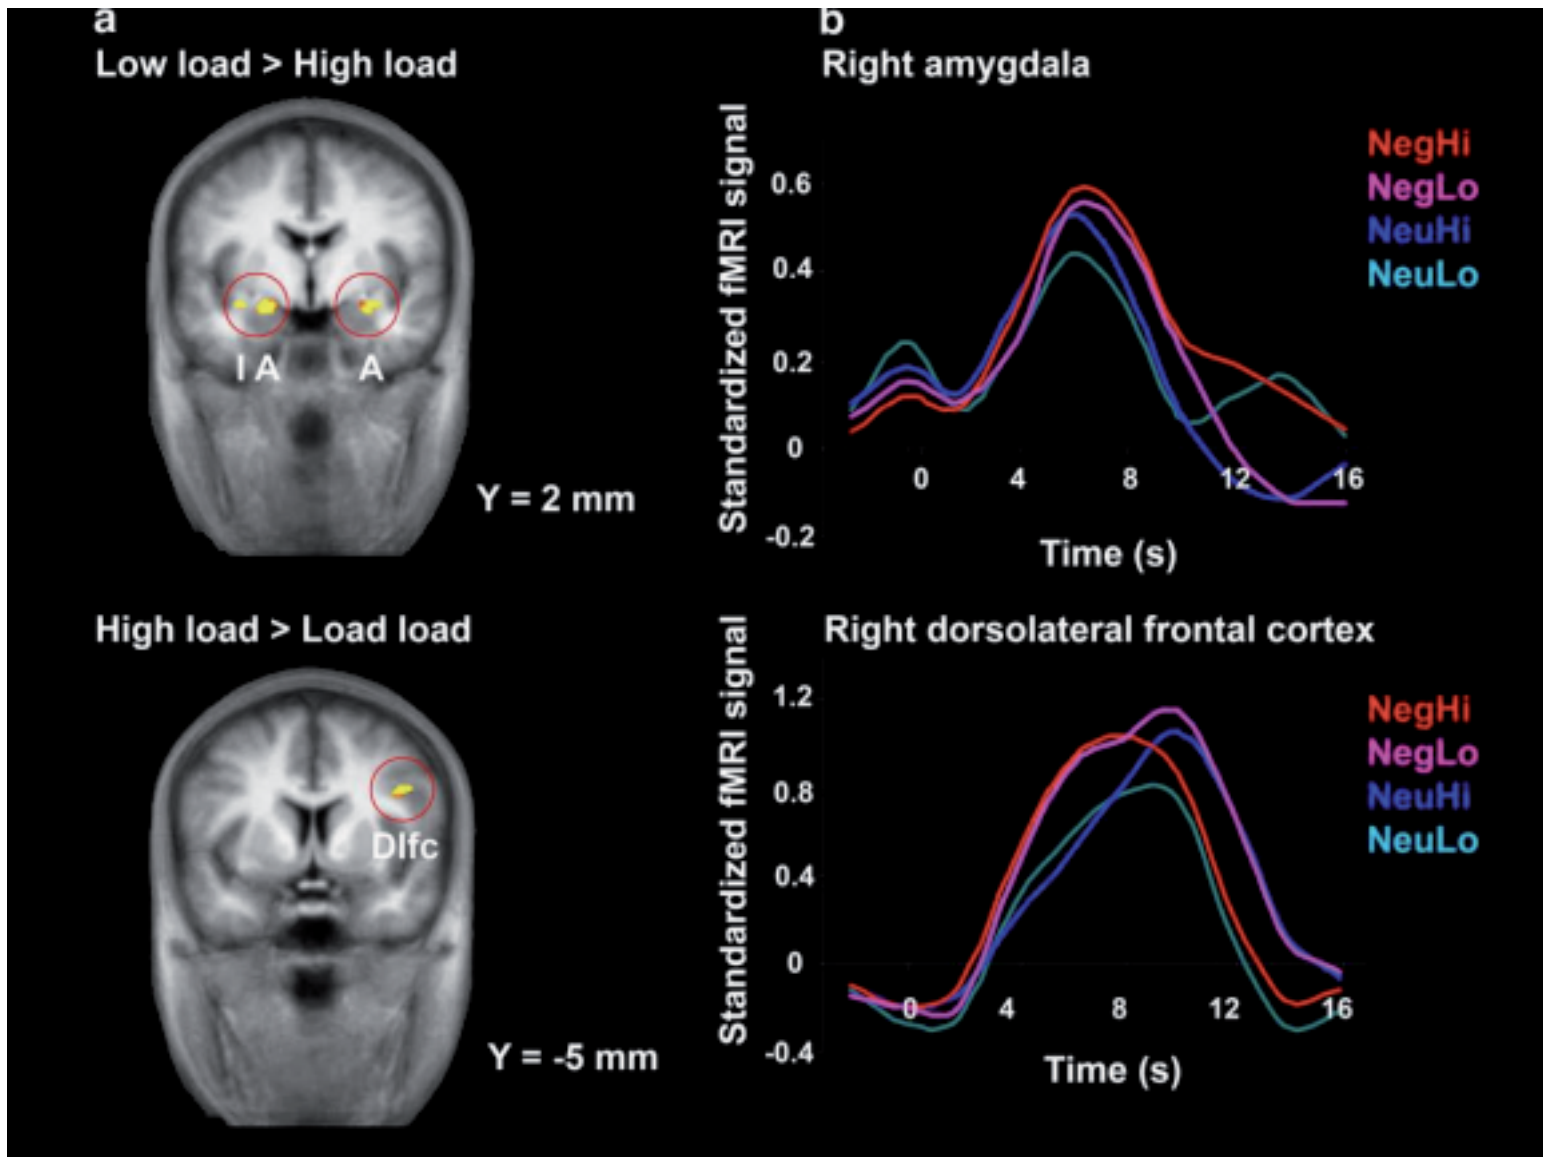 a
Low load > High load
I A
A
Y = 2 mm
High load > Load load
Dlfc
Y = -5 mm
b
Right amygdala
Standardized fMRI signal
0.6
0.4
0.2
0
-0.2
0 4 8 12 16
Time (s)
NegHi
NegLo
NeuHi
NeuLo
Right dorsolateral frontal cortex
Standardized fMRI signal
1.2
0.8
0.4
0
-0.4
0 4 8 12 16
Time (s)
NegHi
NegLo
NeuHi
NeuLo